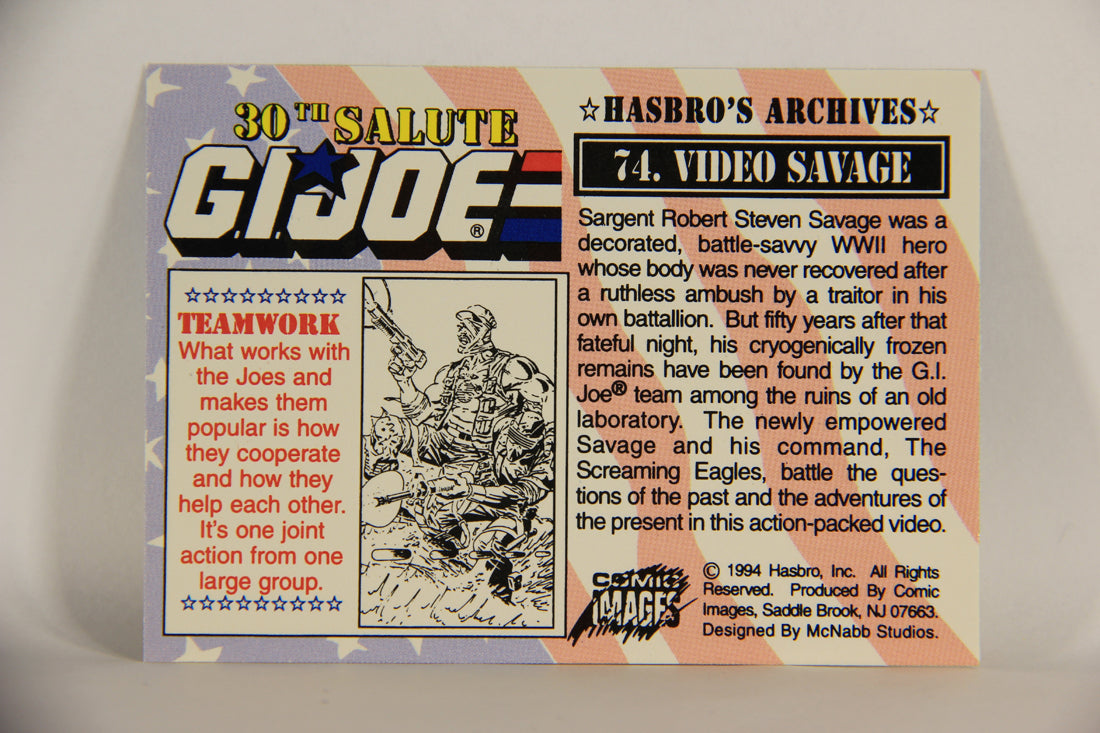 30TH SALUTE
G.I. JOE®
☆☆☆☆☆☆☆☆☆
TEAMWORK
What works with
the Joes and
makes them
popular is how
they cooperate
and how they
help each other.
It's one joint
action from one
large group.
☆☆☆☆☆☆☆☆☆
☆HASBRO'S ARCHIVES☆
74. VIDEO SAVAGE
Sargent Robert Steven Savage was a
decorated, battle-savvy WWII hero
whose body was never recovered after
a ruthless ambush by a traitor in his
own battallion. But fifty years after that
fateful night, his cryogenically frozen
remains have been found by the G.I.
Joe® team among the ruins of an old
laboratory. The newly empowered
Savage and his command, The
Screaming Eagles, battle the ques-
tions of the past and the adventures of
the present in this action-packed video.
COMIC
IMAGES
© 1994 Hasbro, Inc. All Rights
Reserved. Produced By Comic
Images, Saddle Brook, NJ 07663.
Designed By McNabb Studios.